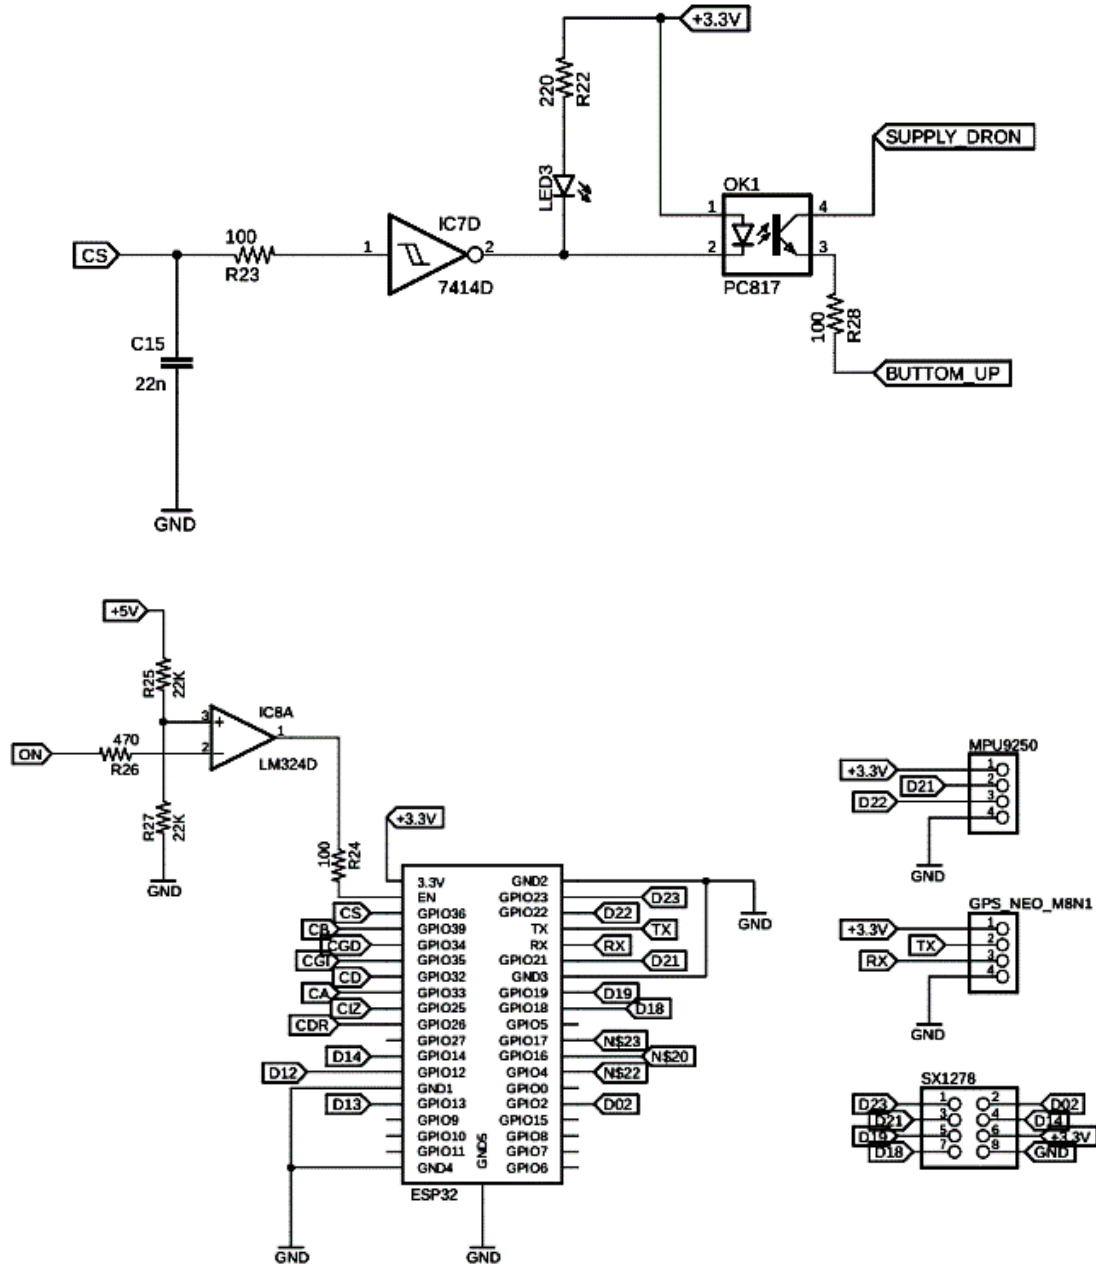 +3.3V
220
R22
LED3
SUPPLY_DRON
OK1
1
4
2
3
PC817
CS
100
R23
1
IC7D
2
7414D
100
R28
BUTTOM_UP
C15
22n
GND
+5V
R25
22K
IC8A
3
+
1
2
-
LM324D
ON
470
R26
R27
22K
GND
100
R24
+3.3V
3.3V
EN
CS GPIO36
CB GPIO39
CGD GPIO34
CGI GPIO35
CD GPIO32
CA GPIO33
CIZ GPIO25
CDR GPIO26
GPIO27
D14 GPIO14
D12 GPIO12
GND1
D13 GPIO13
GPIO9
GPIO10
GPIO11
GND4
GND5
GND2
GPIO23 D23
GPIO22 D22
TX TX
RX RX
GPIO21 D21
GND3
GPIO19 D19
GPIO18 D18
GPIO5
GPIO17 N$23
GPIO16 N$20
GPIO4 N$22
GPIO0
GPIO2 D02
GPIO15
GPIO8
GPIO7
GPIO6
ESP32
GND
GND
GND
MPU9250
+3.3V 1
D21 2
D22 3
4
GND
GPS_NEO_M8N1
+3.3V 1
TX 2
RX 3
4
GND
SX1278
D23 1 2 D02
D21 3 4 D14
D19 5 6 +3.3V
D18 7 8 GND